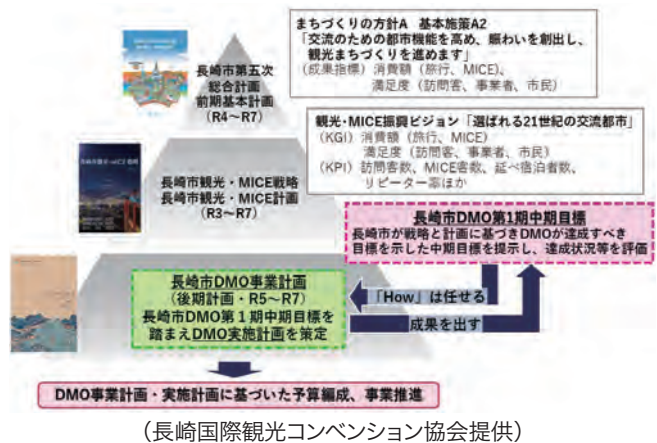 まちづくりの方針A　基本施策A2
「交流のための都市機能を高め、賑わいを創出し、
観光まちづくりを進めます」
（成果指標）消費額（旅行、MICE）、
満足度（訪問客、事業者、市民）
長崎市第五次
総合計画
前期基本計画
（R4～R7）
観光・MICE振興ビジョン「選ばれる21世紀の交流都市」
（KGI）消費額（旅行、MICE）
満足度（訪問客、事業者、市民）
（KPI）訪問客数、MICE客数、延べ宿泊者数、
リピーター率ほか
長崎市観光・MICE戦略
長崎市観光・MICE計画
（R3～R7）
長崎市DMO第1期中期目標
長崎市が戦略と計画に基づきDMOが達成すべき
目標を示した中期目標を提示し、達成状況等を評価
長崎市DMO事業計画
（後期計画・R5～R7）
長崎市DMO第１期中期目標を
踏まえDMO実施計画を策定
「How」は任せる
成果を出す
DMO事業計画・実施計画に基づいた予算編成、事業推進
（長崎国際観光コンベンション協会提供）